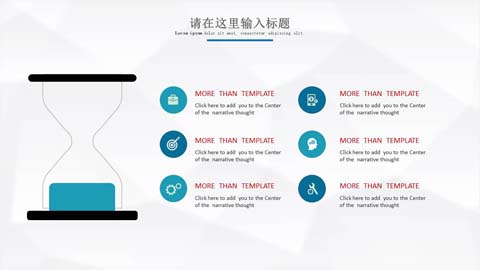 请在这里输入标题
Lorem ipsum dolor sit amet, consectetur adipiscing elit.
MORE THAN TEMPLATE
Click here to add you to the Center
of the narrative thought
MORE THAN TEMPLATE
Click here to add you to the Center
of the narrative thought
MORE THAN TEMPLATE
Click here to add you to the Center
of the narrative thought
MORE THAN TEMPLATE
Click here to add you to the Center
of the narrative thought
MORE THAN TEMPLATE
Click here to add you to the Center
of the narrative thought
MORE THAN TEMPLATE
Click here to add you to the Center
of the narrative thought